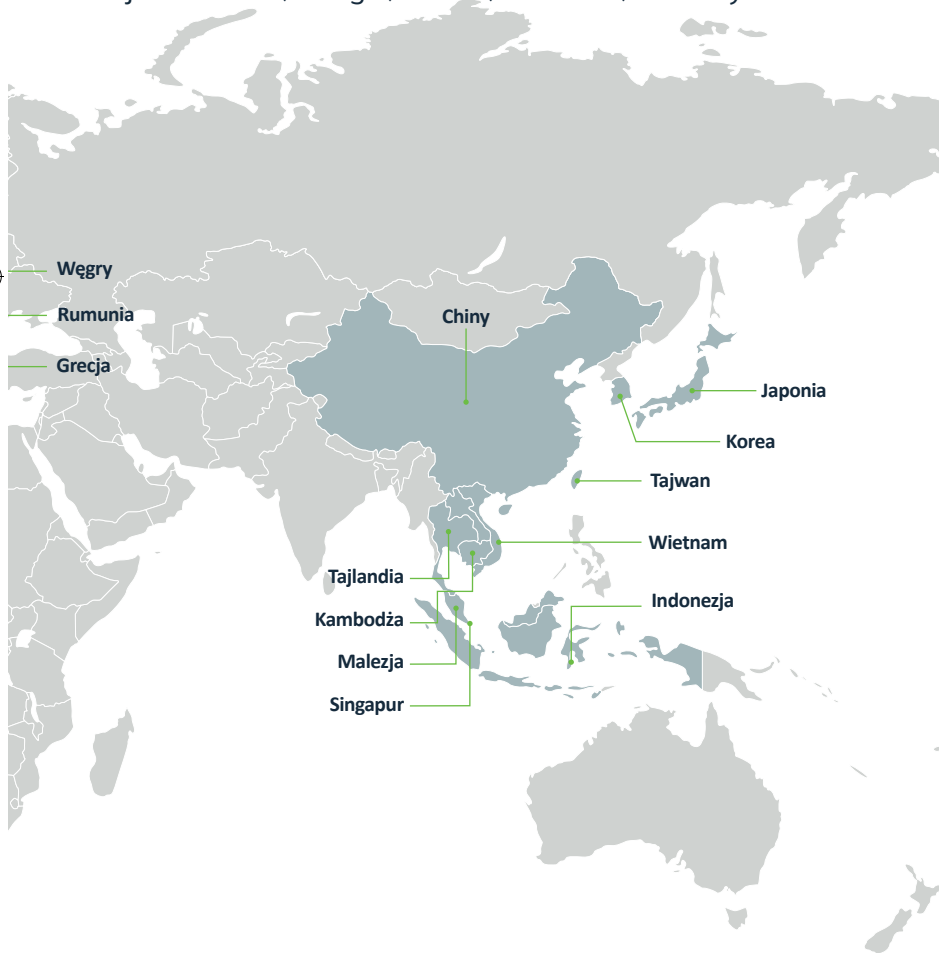 Węgry
Rumunia
Chiny
Grecja
Japonia
Korea
Tajwan
Wietnam
Tajlandia
Indonezja
Kambodża
Malezja
Singapur